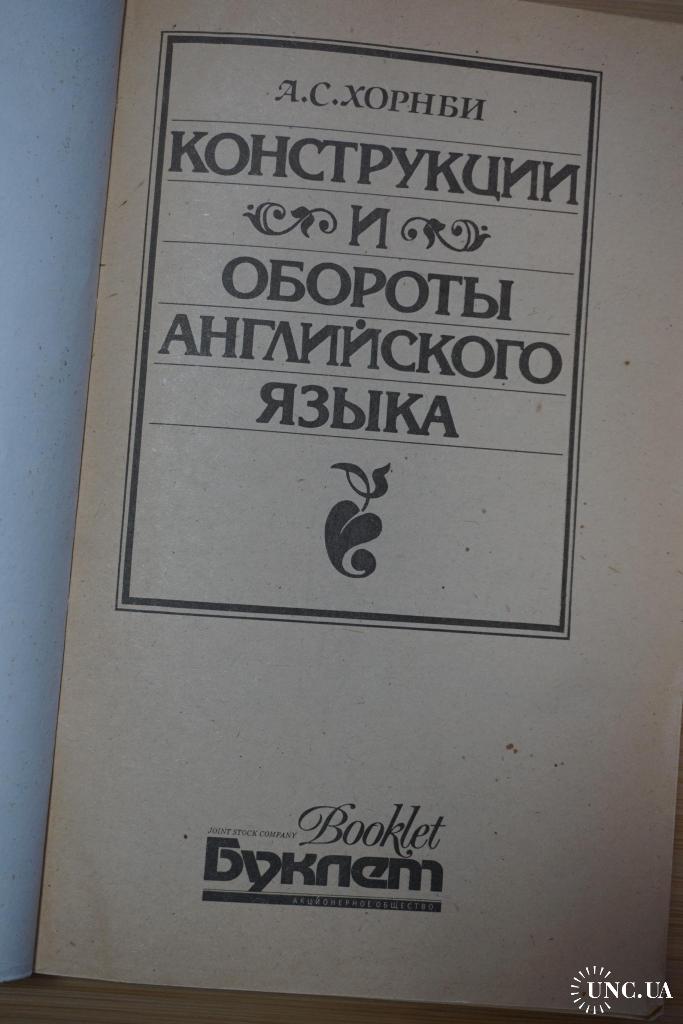 А.С.ХОРНБИ
КОНСТРУКЦИИ
И
ОБОРОТЫ
АНГЛИЙСКОГО
ЯЗЫКА
JOINT STOCK COMPANY Booklet
Буклет
АКЦИОНЕРНОЕ ОБЩЕСТВО
UNC.UA